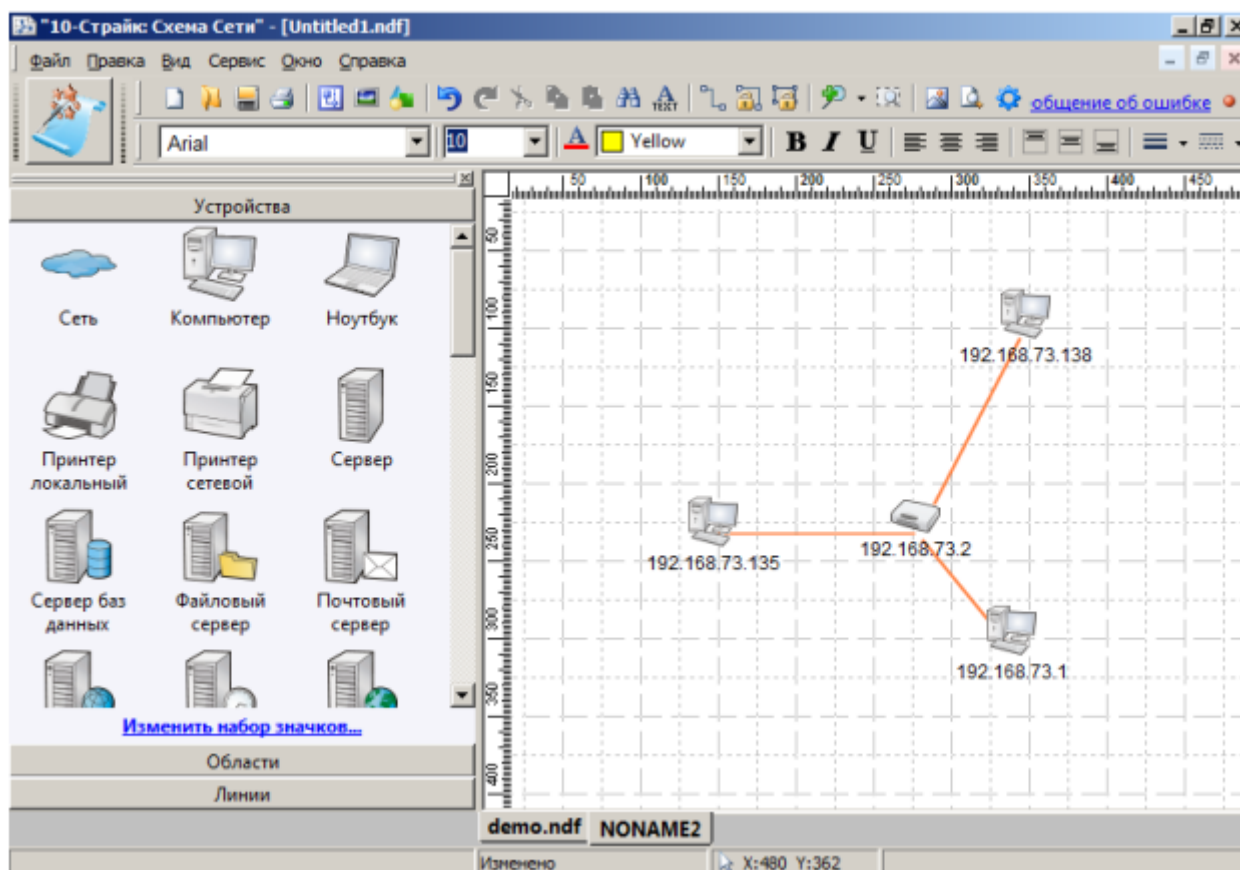 "10-Страйк: Схема Сети" - [Untitled1.ndf]
Файл Правка Вид Сервис Окно Справка
TEXT
общение об ошибке
Arial 10 A Yellow B I U
50 100 150 200 250 300 350 400 450
Устройства
50
100
150
200
250
300
350
400
Сеть Компьютер Ноутбук
Принтер локальный
Принтер сетевой
Сервер
Сервер баз данных
Файловый сервер
Почтовый сервер
Изменить набор значков...
Области
Линии
192.168.73.138
192.168.73.135
192.168.73.2
192.168.73.1
demo.ndf NONAME2
Изменено X:480 Y:362